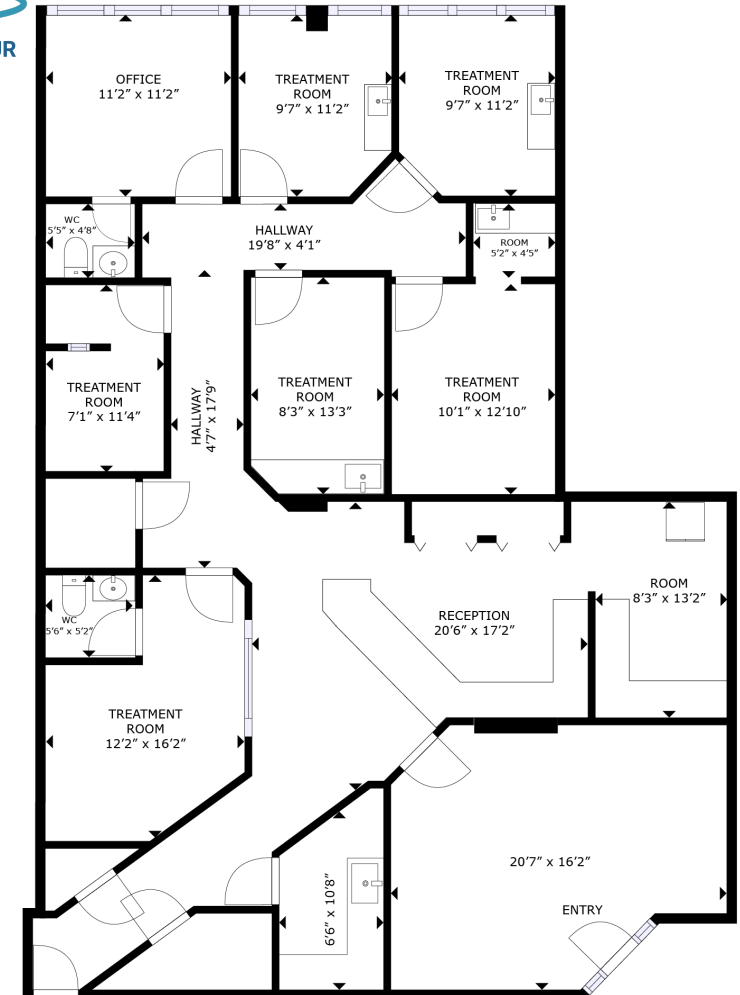 UR
OFFICE
11'2" x 11'2"
TREATMENT
ROOM
9'7" x 11'2"
TREATMENT
ROOM
9'7" x 11'2"
WC
5'5" x 4'8"
HALLWAY
19'8" x 4'1"
ROOM
5'2" x 4'5"
TREATMENT
ROOM
7'1" x 11'4"
HALLWAY
4'7" x 17'9"
TREATMENT
ROOM
8'3" x 13'3"
TREATMENT
ROOM
10'1" x 12'10"
WC
5'6" x 5'2"
RECEPTION
20'6" x 17'2"
ROOM
8'3" x 13'2"
TREATMENT
ROOM
12'2" x 16'2"
6'6" x 10'8"
20'7" x 16'2"
ENTRY